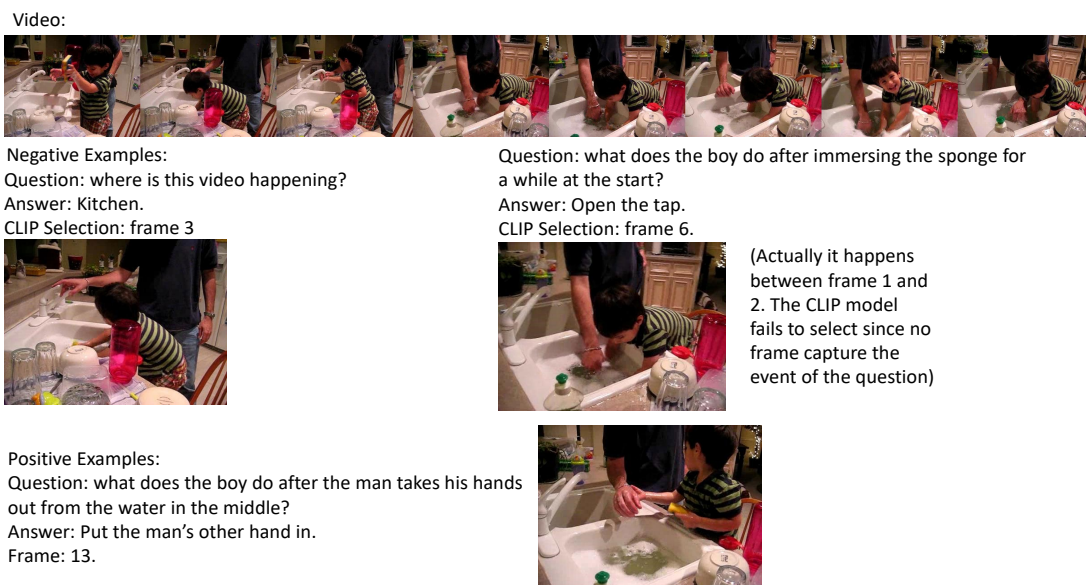 Video:
Negative Examples:
Question: where is this video happening?
Answer: Kitchen.
CLIP Selection: frame 3
Question: what does the boy do after immersing the sponge for
a while at the start?
Answer: Open the tap.
CLIP Selection: frame 6.
(Actually it happens
between frame 1 and
2. The CLIP model
fails to select since no
frame capture the
event of the question)
Positive Examples:
Question: what does the boy do after the man takes his hands
out from the water in the middle?
Answer: Put the man's other hand in.
Frame: 13.